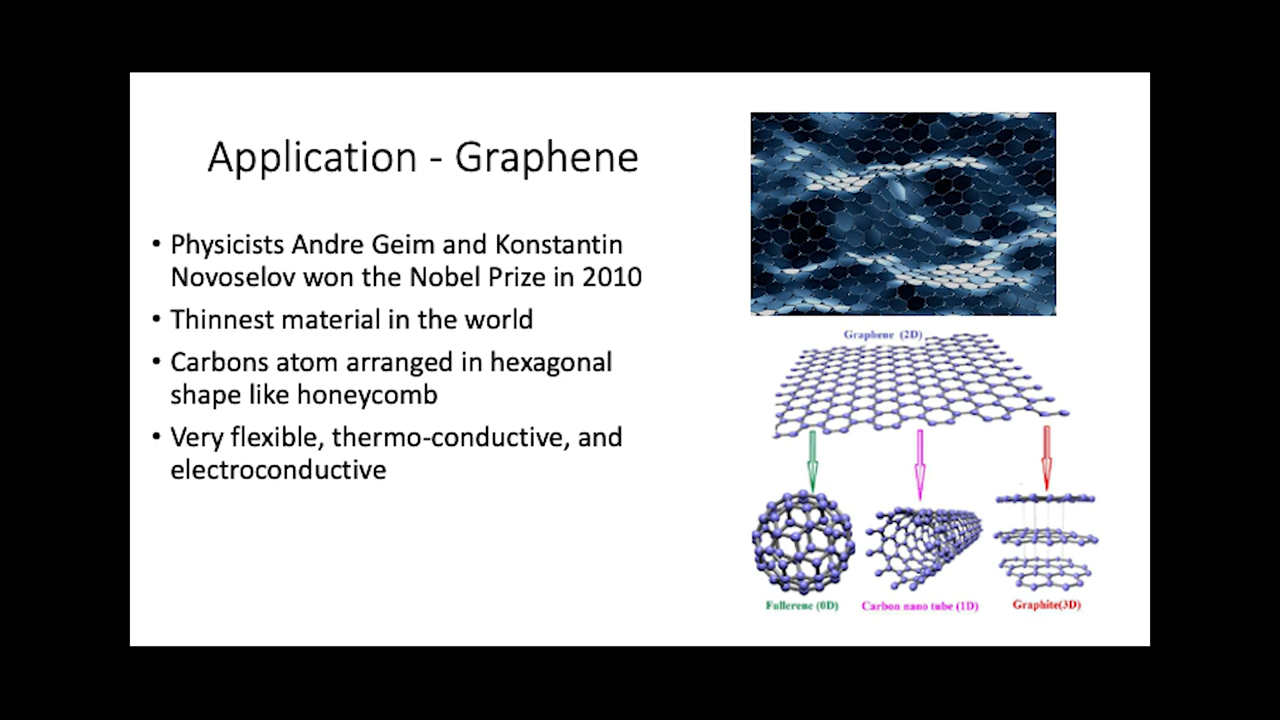 Application - Graphene
• Physicists Andre Geim and Konstantin
Novoselov won the Nobel Prize in 2010
• Thinnest material in the world
• Carbons atom arranged in hexagonal
shape like honeycomb
• Very flexible, thermo-conductive, and
electroconductive
Graphene (2D)
Fullerene (0D)
Carbon nano tube (1D)
Graphite(3D)